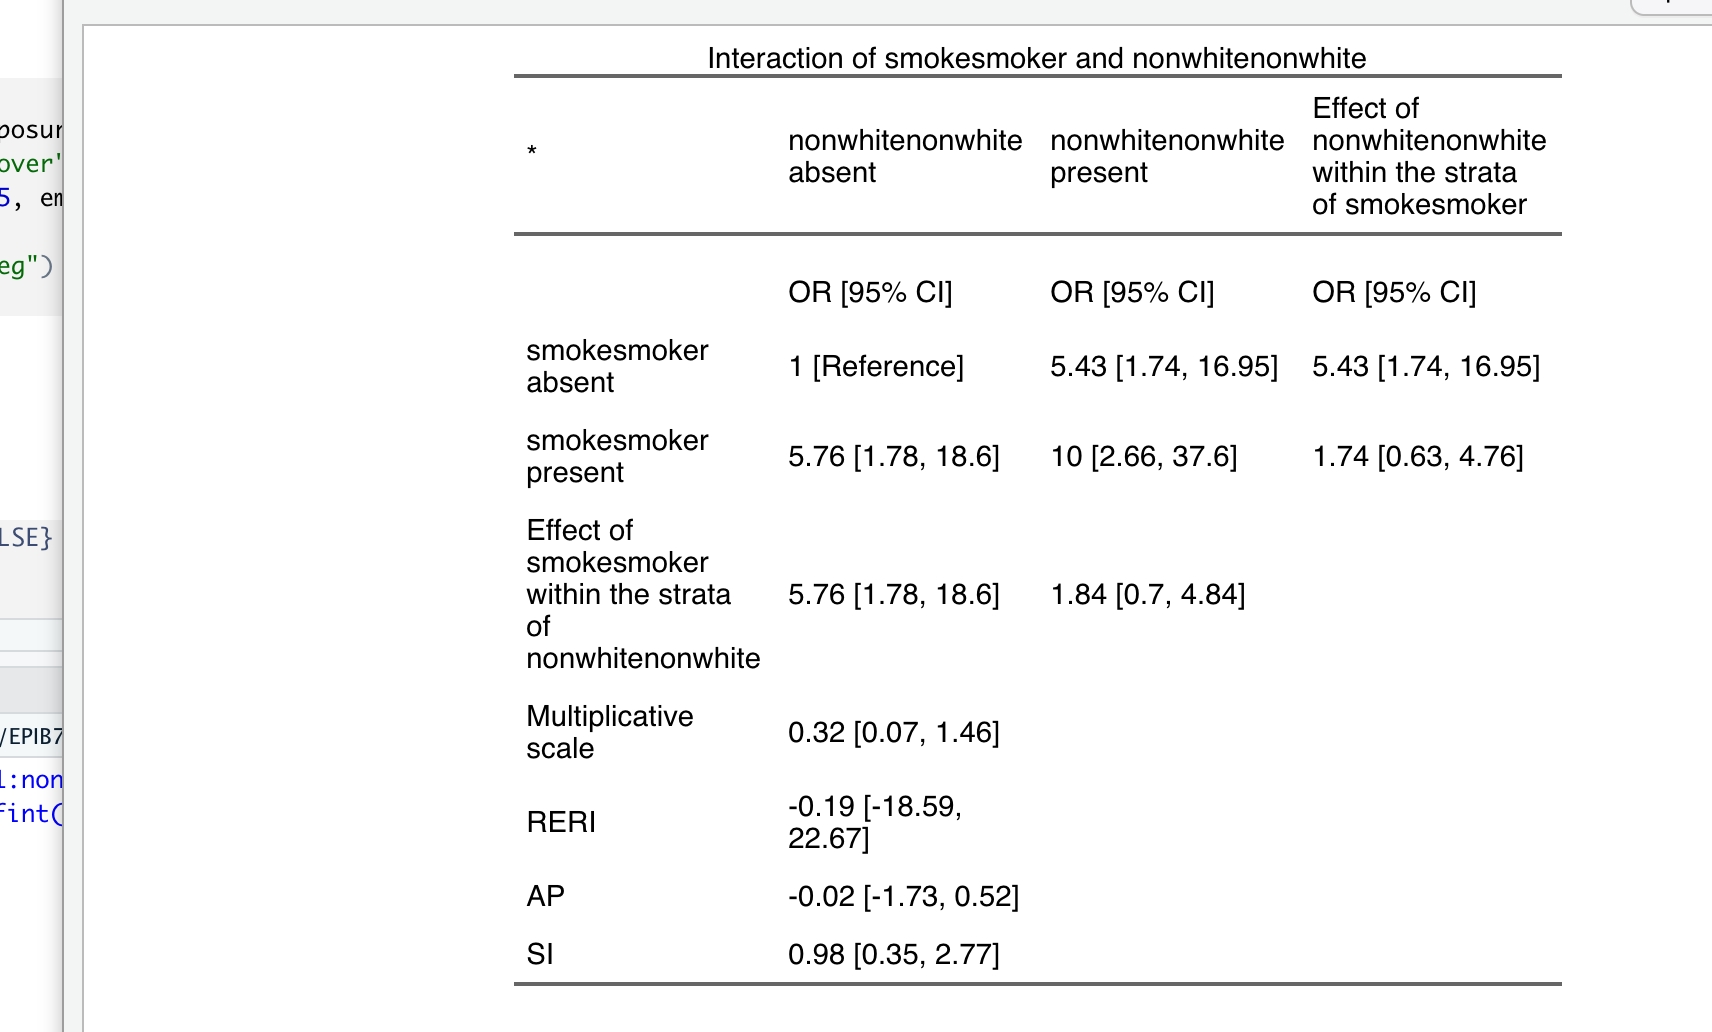 Interaction of smokesmoker and nonwhitenonwhite
*
nonwhitenonwhite
absent
nonwhitenonwhite
present
Effect of
nonwhitenonwhite
within the strata
of smokesmoker
OR [95% CI]
OR [95% CI]
OR [95% CI]
smokesmoker
absent
1 [Reference]
5.43 [1.74, 16.95]
5.43 [1.74, 16.95]
smokesmoker
present
5.76 [1.78, 18.6]
10 [2.66, 37.6]
1.74 [0.63, 4.76]
Effect of
smokesmoker
within the strata
of
nonwhitenonwhite
5.76 [1.78, 18.6]
1.84 [0.7, 4.84]
Multiplicative
scale
0.32 [0.07, 1.46]
RERI
-0.19 [-18.59,
22.67]
AP
-0.02 [-1.73, 0.52]
SI
0.98 [0.35, 2.77]
posur
over"
5, em
eg")
LSE}
/EPIB7
l:non
fint(